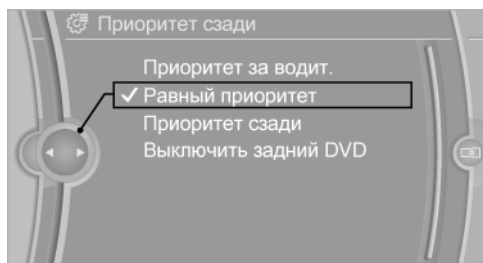 Приоритет сзади
Приоритет за водит.
Равный приоритет
Приоритет сзади
Выключить задний DVD